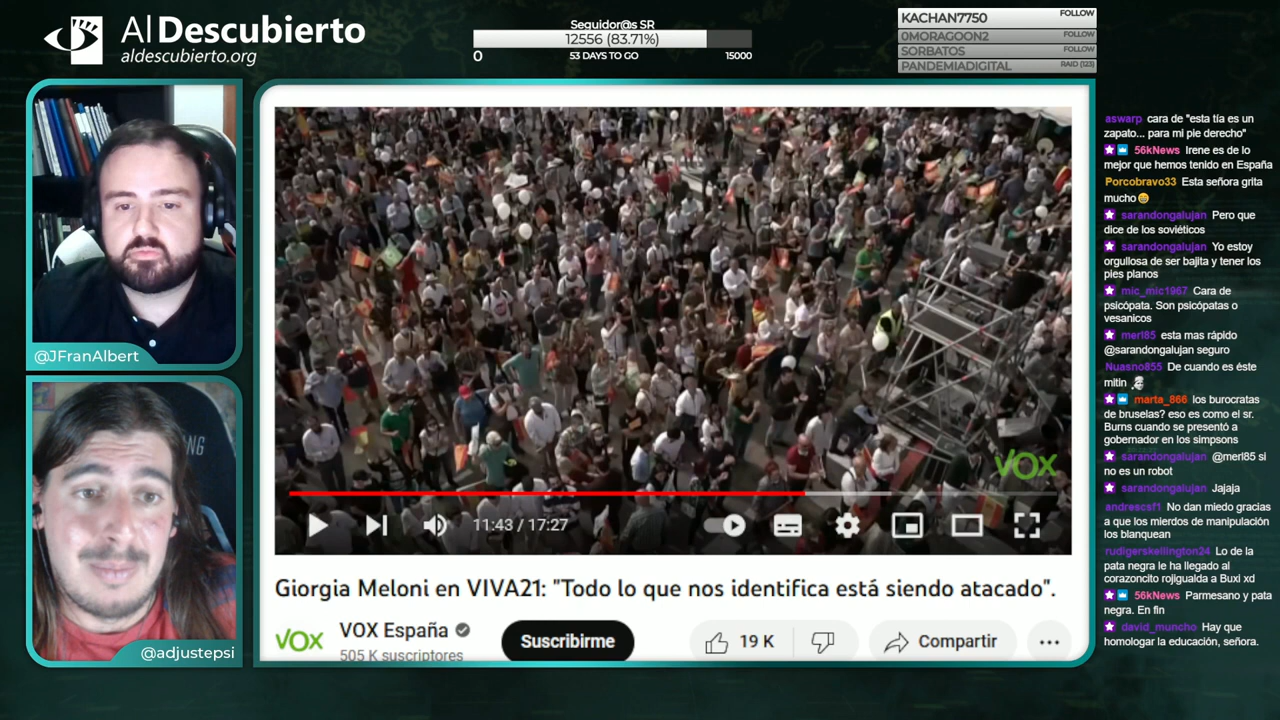 Al Descubierto
aldescubierto.org
Seguidor@s SR
12556 (83.71%)
0
53 DAYS TO GO
15000
KACHAN7750 FOLLOW
0MORAGOON2 FOLLOW
SORBATOS FOLLOW
PANDEMIADIGITAL RAID (123)
@JFranAlbert
@adjustepsi
VOX
11:43 / 17:27
Giorgia Meloni en VIVA21: "Todo lo que nos identifica está siendo atacado".
VOX
VOX España
505 K suscriptores
Suscribirme
19 K
Compartir
aswarp cara de "esta tía es un
zapato... para mi pie derecho"
56kNews Irene es de lo
mejor que hemos tenido en España
Porcobravo33 Esta señora grita
mucho
sarandongalujan Pero que
dice de los soviéticos
sarandongalujan Yo estoy
orgullosa de ser bajita y tener los
pies planos
mic_mic1967 Cara de
psicópata. Son psicópatas o
vesanicos
merl85 esta mas rápido
@sarandongalujan seguro
Nuasno855 De cuando es éste
mitin
marta_866 los burocratas
de bruselas? eso es como el sr.
Burns cuando se presentó a
gobernador en los simpsons
sarandongalujan @merl85 si
no es un robot
sarandongalujan Jajaja
andrescsf1 No dan miedo gracias
a que los mierdos de manipulación
los blanquean
rudigerskellington24 Lo de la
pata negra le ha llegado al
corazoncito rojigualda a Buxi xd
56kNews Parmesano y pata
negra. En fin
david_muncho Hay que
homologar la educación, señora.